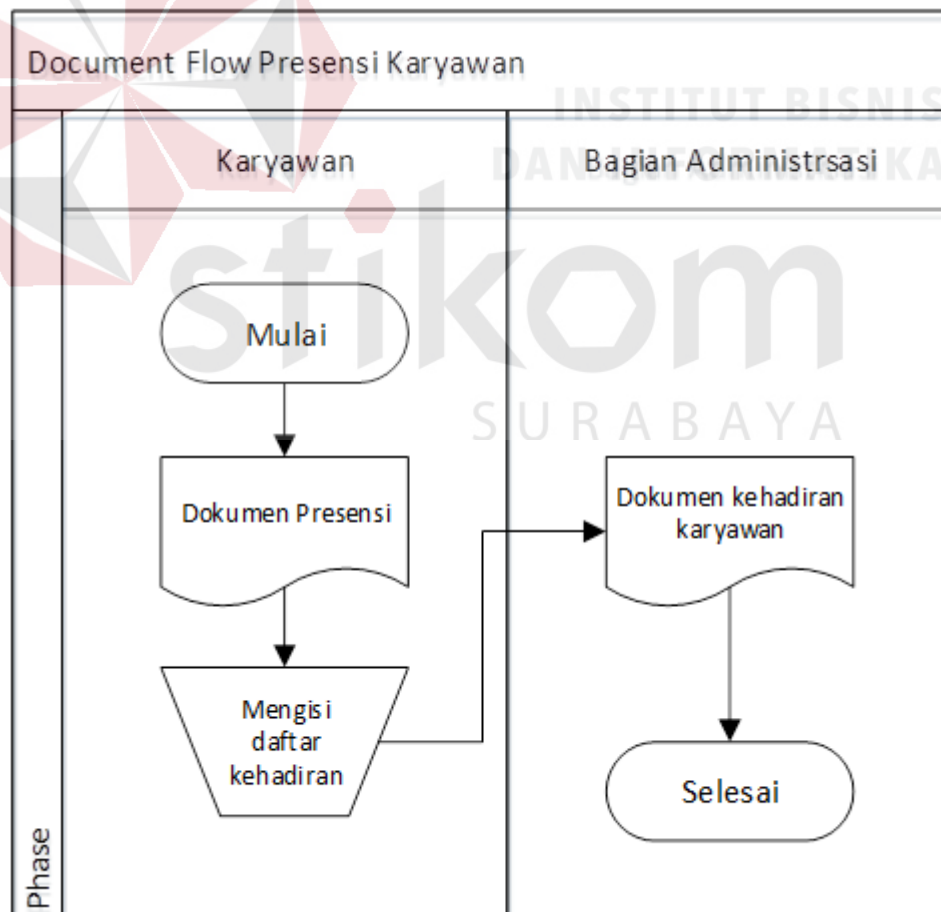 Document Flow Presensi Karyawan
INSTITUT BISNIS
DAN INFORMATIKA
Karyawan
Bagian Administrsasi
stikom
SURABAYA
Mulai
Dokumen Presensi
Mengisi
daftar
kehadiran
Dokumen kehadiran
karyawan
Selesai
Phase